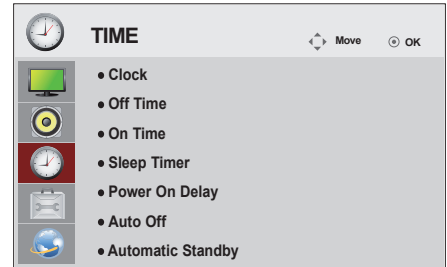 TIME
Move OK
• Clock
• Off Time
• On Time
• Sleep Timer
• Power On Delay
• Auto Off
• Automatic Standby